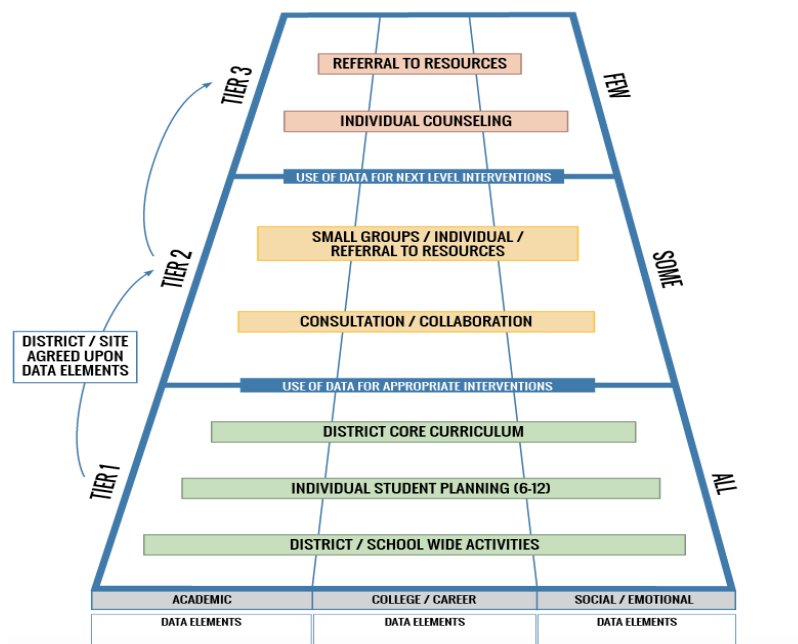 REFERRAL TO RESOURCES
TIER 3
FEW
INDIVIDUAL COUNSELING
USE OF DATA FOR NEXT LEVEL INTERVENTIONS
SMALL GROUPS / INDIVIDUAL /
REFERRAL TO RESOURCES
TIER 2
SOME
CONSULTATION / COLLABORATION
DISTRICT / SITE
AGREED UPON
DATA ELEMENTS
USE OF DATA FOR APPROPRIATE INTERVENTIONS
DISTRICT CORE CURRICULUM
TIER 1
ALL
INDIVIDUAL STUDENT PLANNING (6-12)
DISTRICT / SCHOOL WIDE ACTIVITIES
ACADEMIC
COLLEGE / CAREER
SOCIAL / EMOTIONAL
DATA ELEMENTS
DATA ELEMENTS
DATA ELEMENTS